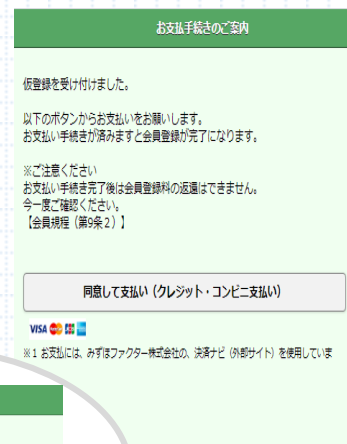 お支払手続きのご案内
仮登録を受け付けました。
以下のボタンからお支払いをお願いします。
お支払い手続きが済みますと会員登録が完了になります。
※ご注意ください
お支払い手続き完了後は会員登録料の返還はできません。
今一度ご確認ください。
【会員規程（第9条２）】
同意して支払い（クレジット・コンビニ支払い）
VISA
※１ お支払には、みずほファクター株式会社の、決済ナビ（外部サイト）を使用していま